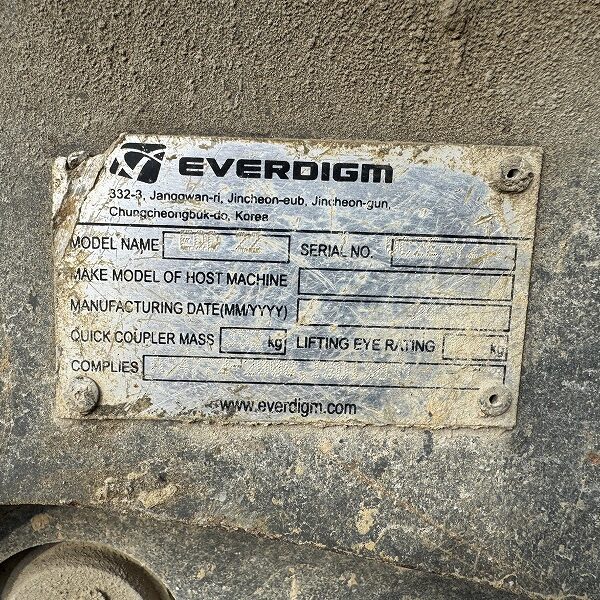 EVERDIGM
332-3, Jangowan-ri, Jincheon-eub, Jincheon-gun,
Chungcheongbuk-do, Korea
MODEL NAME SERIAL NO.
MAKE MODEL OF HOST MACHINE
MANUFACTURING DATE(MM/YYYY)
QUICK COUPLER MASS kg LIFTING EYE RATING kg
COMPLIES
www.everdigm.com